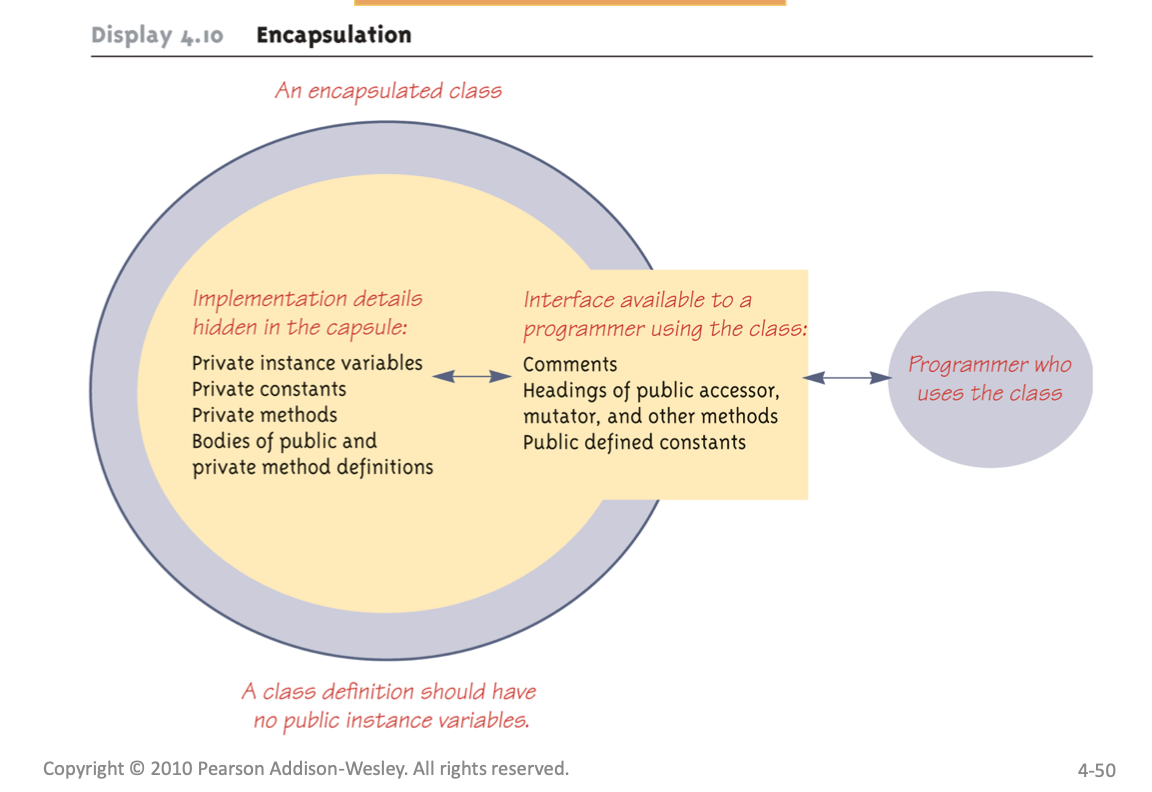 Display 4.10 Encapsulation
An encapsulated class
Implementation details
hidden in the capsule:
Private instance variables
Private constants
Private methods
Bodies of public and
private method definitions
Interface available to a
programmer using the class:
Comments
Headings of public accessor,
mutator, and other methods
Public defined constants
Programmer who
uses the class
A class definition should have
no public instance variables.
Copyright © 2010 Pearson Addison-Wesley. All rights reserved.
4-50